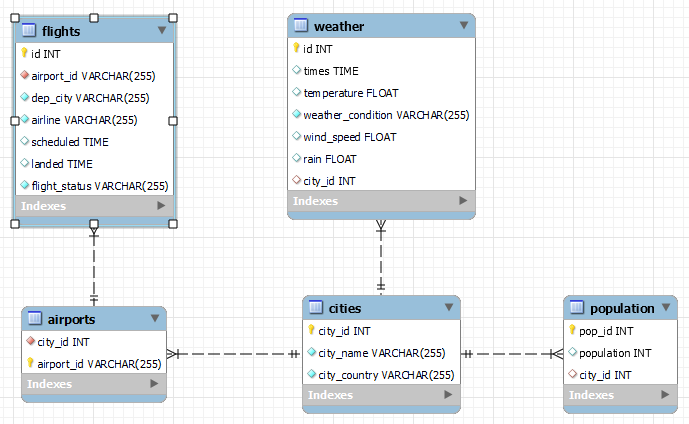 flights
id INT
airport_id VARCHAR(255)
dep_city VARCHAR(255)
airline VARCHAR(255)
scheduled TIME
landed TIME
flight_status VARCHAR(255)
Indexes
weather
id INT
times TIME
temperature FLOAT
weather_condition VARCHAR(255)
wind_speed FLOAT
rain FLOAT
city_id INT
Indexes
airports
city_id INT
airport_id VARCHAR(255)
Indexes
cities
city_id INT
city_name VARCHAR(255)
city_country VARCHAR(255)
Indexes
population
pop_id INT
population INT
city_id INT
Indexes